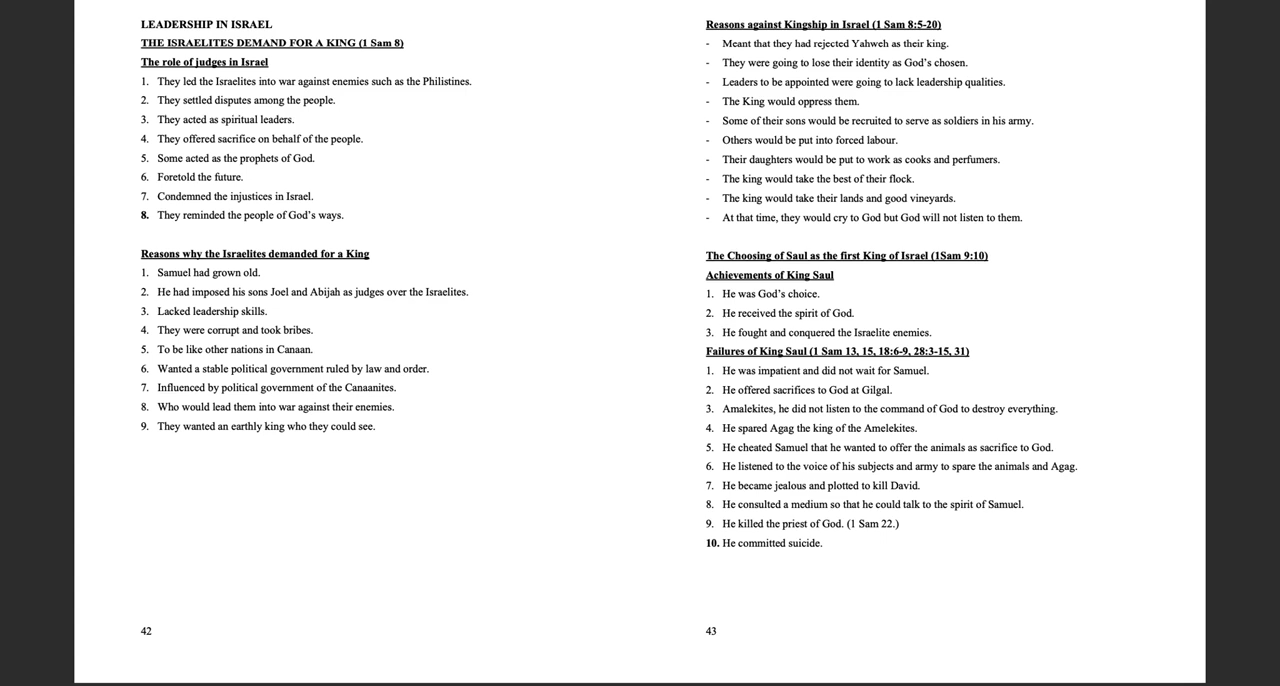 LEADERSHIP IN ISRAEL
THE ISRAELITES DEMAND FOR A KING (1 Sam 8)
The role of judges in Israel
1. They led the Israelites into war against enemies such as the Philistines.
2. They settled disputes among the people.
3. They acted as spiritual leaders.
4. They offered sacrifice on behalf of the people.
5. Some acted as the prophets of God.
6. Foretold the future.
7. Condemned the injustices in Israel.
8. They reminded the people of God's ways.
Reasons why the Israelites demanded for a King
1. Samuel had grown old.
2. He had imposed his sons Joel and Abijah as judges over the Israelites.
3. Lacked leadership skills.
4. They were corrupt and took bribes.
5. To be like other nations in Canaan.
6. Wanted a stable political government ruled by law and order.
7. Influenced by political government of the Canaanites.
8. Who would lead them into war against their enemies.
9. They wanted an earthly king who they could see.
42
Reasons against Kingship in Israel (1 Sam 8:5-20)
- Meant that they had rejected Yahweh as their king.
- They were going to lose their identity as God's chosen.
- Leaders to be appointed were going to lack leadership qualities.
- The King would oppress them.
- Some of their sons would be recruited to serve as soldiers in his army.
- Others would be put into forced labour.
- Their daughters would be put to work as cooks and perfumers.
- The king would take the best of their flock.
- The king would take their lands and good vineyards.
- At that time, they would cry to God but God will not listen to them.
The Choosing of Saul as the first King of Israel (1Sam 9:10)
Achievements of King Saul
1. He was God's choice.
2. He received the spirit of God.
3. He fought and conquered the Israelite enemies.
Failures of King Saul (1 Sam 13, 15, 18:6-9, 28:3-15, 31)
1. He was impatient and did not wait for Samuel.
2. He offered sacrifices to God at Gilgal.
3. Amalekites, he did not listen to the command of God to destroy everything.
4. He spared Agag the king of the Amelekites.
5. He cheated Samuel that he wanted to offer the animals as sacrifice to God.
6. He listened to the voice of his subjects and army to spare the animals and Agag.
7. He became jealous and plotted to kill David.
8. He consulted a medium so that he could talk to the spirit of Samuel.
9. He killed the priest of God. (1 Sam 22.)
10. He committed suicide.
43